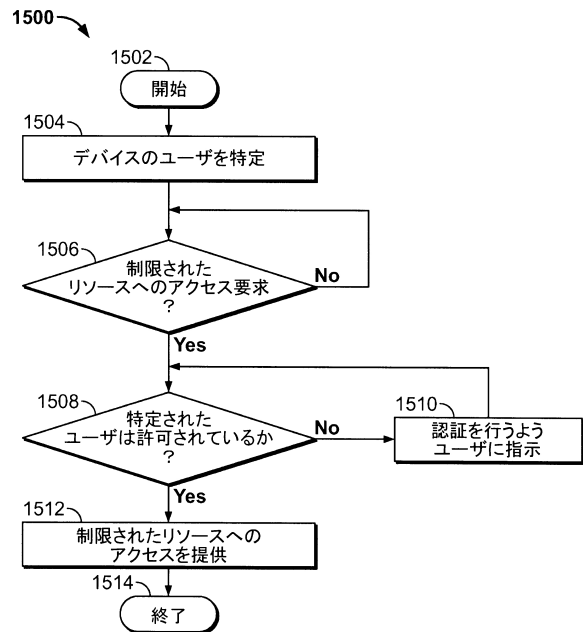 1500
1502
開始
1504
デバイスのユーザを特定
1506
制限された
リソースへのアクセス要求
?
No
Yes
1508
特定された
ユーザは許可されているか
?
No
1510
認証を行うよう
ユーザに指示
Yes
1512
制限されたリソースへの
アクセスを提供
1514
終了